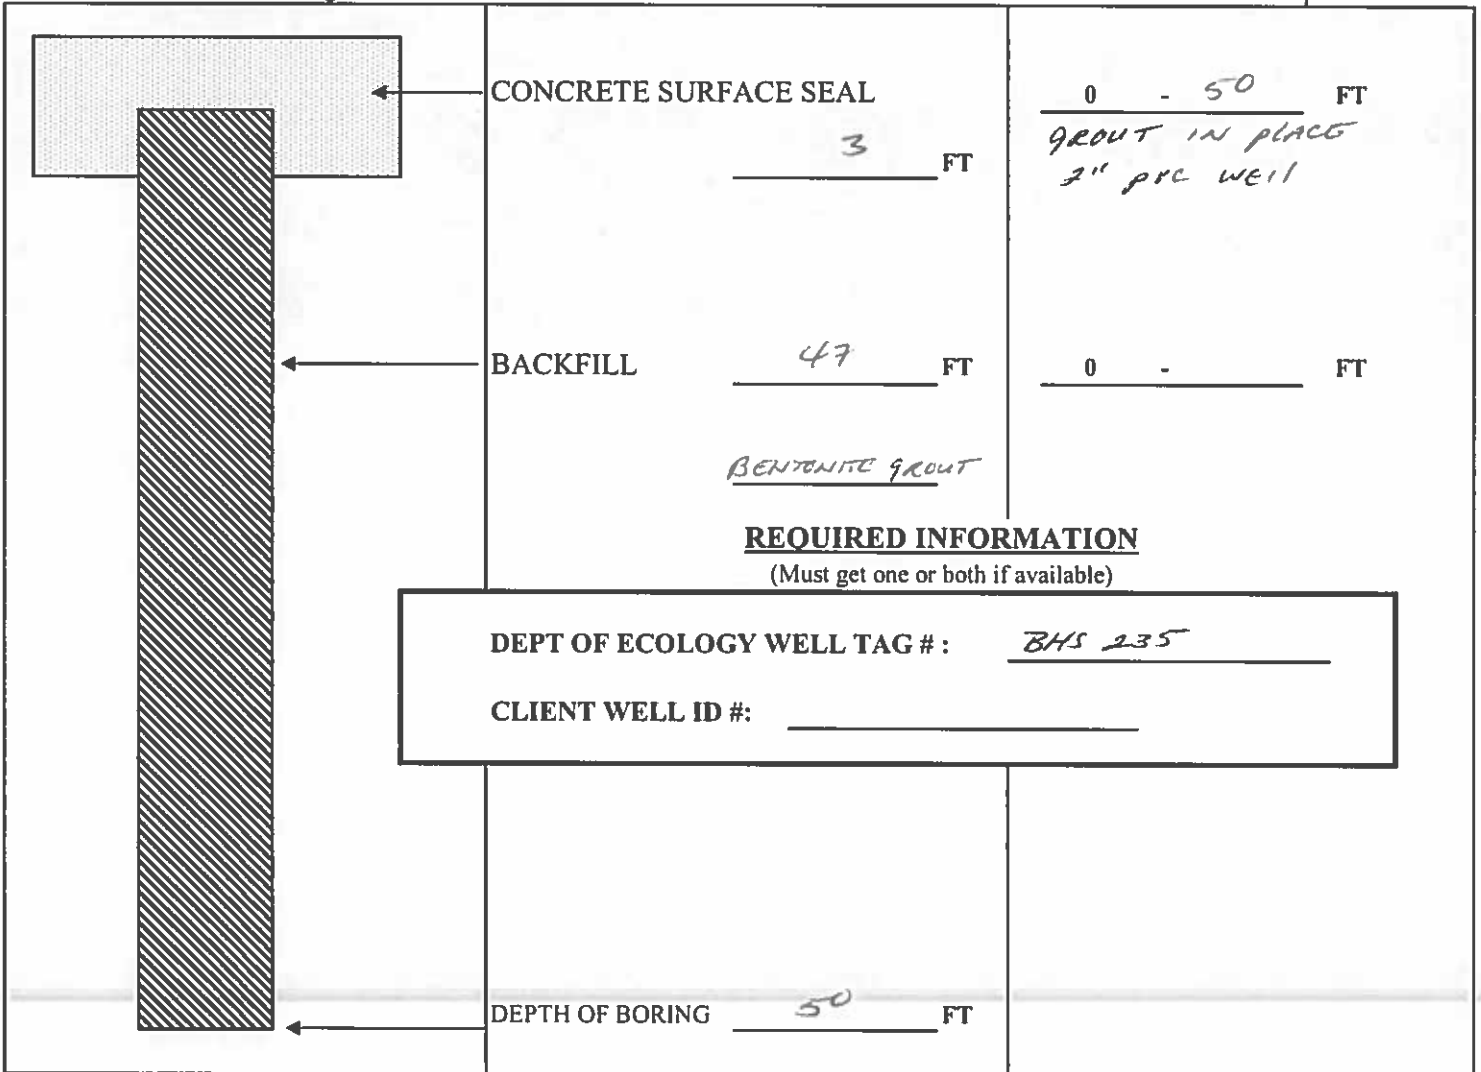 CONCRETE SURFACE SEAL
3 FT
0 - 50 FT
GROUT IN PLACE
2" PVC WELL
BACKFILL 47 FT
0 - FT
BENTONITE GROUT
REQUIRED INFORMATION
(Must get one or both if available)
DEPT OF ECOLOGY WELL TAG # : BHS 235
CLIENT WELL ID #:
DEPTH OF BORING 50 FT